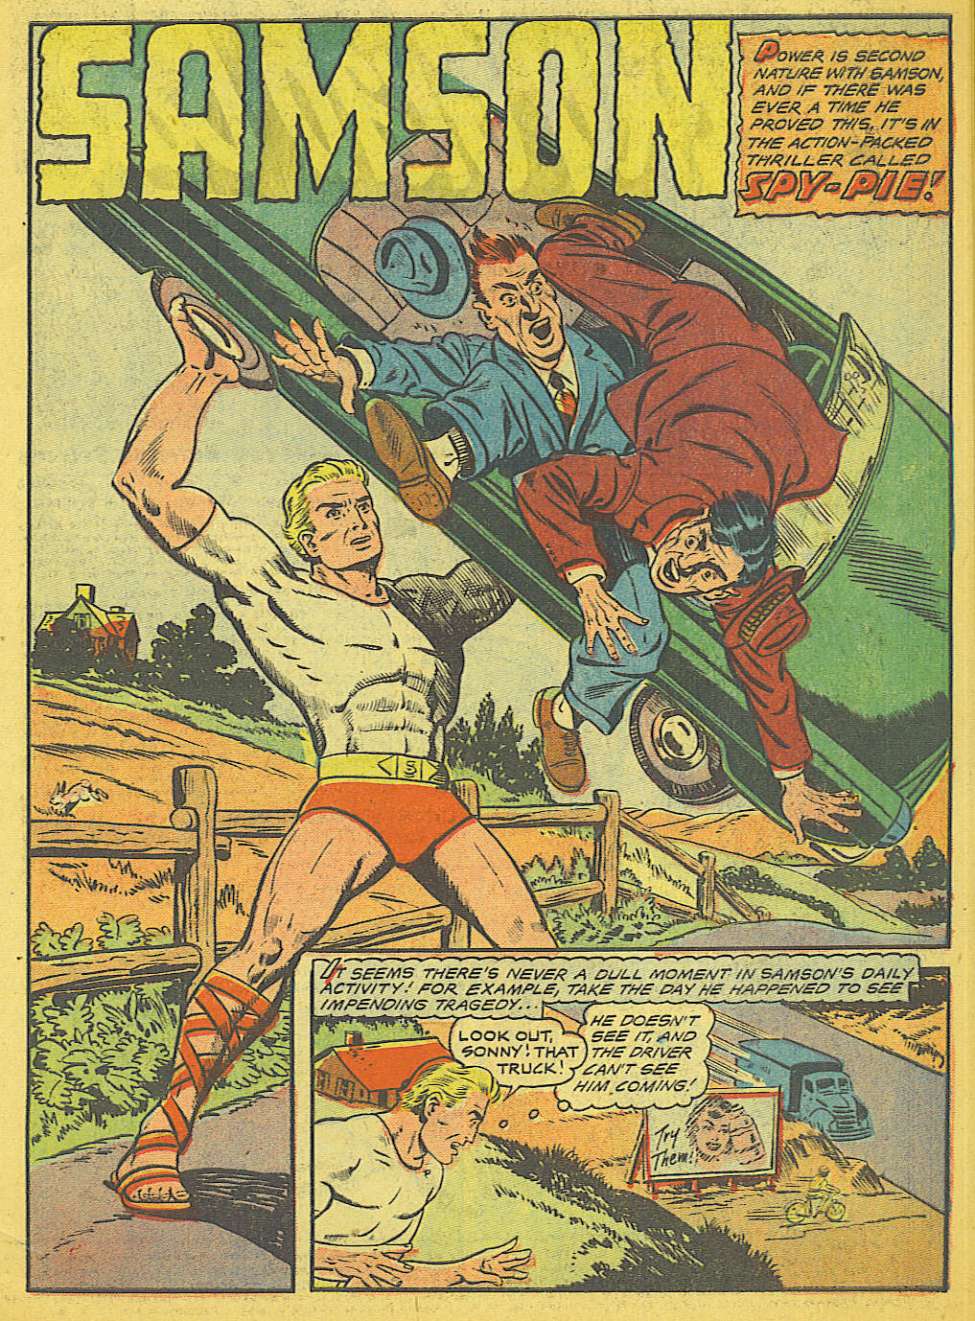 SAMSON
POWER IS SECOND
NATURE WITH SAMSON,
AND IF THERE WAS
EVER A TIME HE
PROVED THIS, IT'S IN
THE ACTION-PACKED
THRILLER CALLED
SPY-PIE!
S
IT SEEMS THERE'S NEVER A DULL MOMENT IN SAMSON'S DAILY
ACTIVITY! FOR EXAMPLE, TAKE THE DAY HE HAPPENED TO SEE
IMPENDING TRAGEDY...
LOOK OUT,
SONNY! THAT
TRUCK!
HE DOESN'T
SEE IT, AND
THE DRIVER
CAN'T SEE
HIM COMING!
Try
Them!